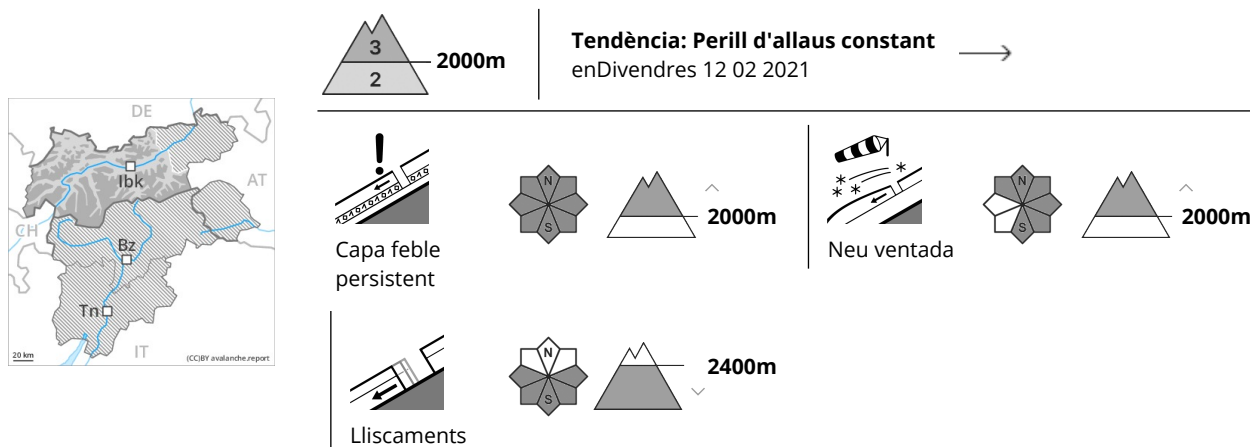 3
2
2000m
Tendència: Perill d'allaus constant
enDivendres 12 02 2021
DE
Ibk
AT
CH
Bz
Tn
IT
20 km
(CC)BY avalanche.report
N
S
2000m
Capa feble
persistent
N
S
2000m
Neu ventada
N
S
2400m
Lliscaments